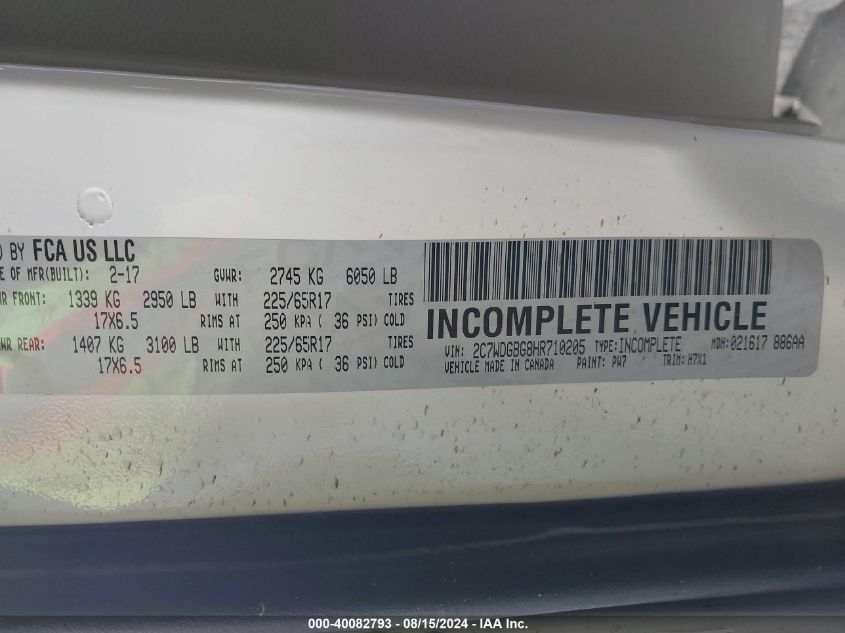 BY FCA US LLC
OF MFR(BUILT): 2-17 GVWR: 2745 KG 6050 LB
FRONT: 1339 KG 2950 LB WITH 225/65R17 TIRES
17X6.5 RIMS AT 250 KPA ( 36 PSI) COLD
REAR: 1407 KG 3100 LB WITH 225/65R17 TIRES
17X6.5 RIMS AT 250 KPA ( 36 PSI) COLD
INCOMPLETE VEHICLE
VIN: 2C7WDGBG8HR710205 TYPE:INCOMPLETE MDH:021617 886AA
VEHICLE MADE IN CANADA PAINT: PW7 TRIM: H7X1
000-40082793 - 08/15/2024 - IAA Inc.